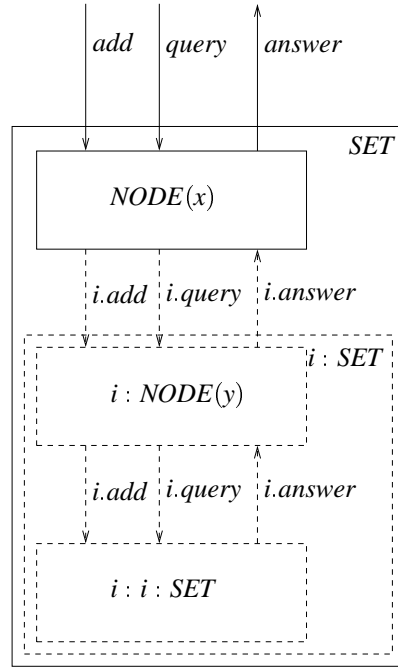 add query answer
SET
NODE(x)
i.add i.query i.answer
i : SET
i : NODE(y)
i.add i.query i.answer
i : i : SET